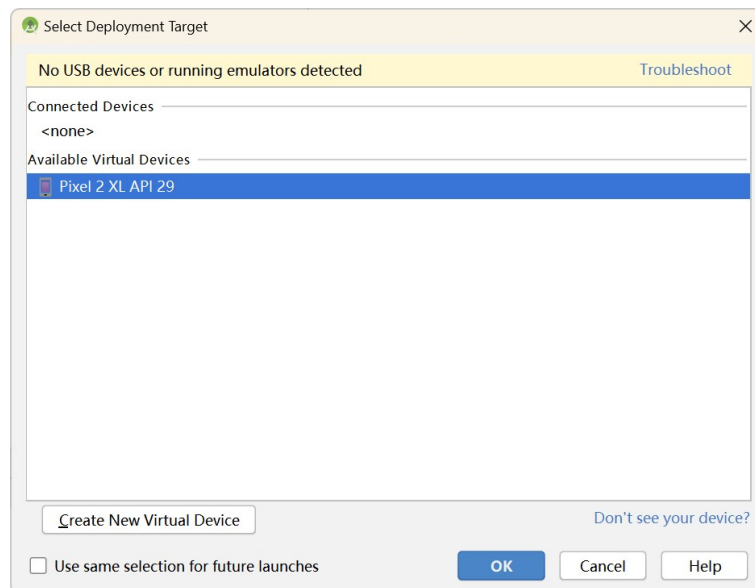 Select Deployment Target
No USB devices or running emulators detected Troubleshoot
Connected Devices
<none>
Available Virtual Devices
Pixel 2 XL API 29
Create New Virtual Device Don't see your device?
Use same selection for future launches OK Cancel Help